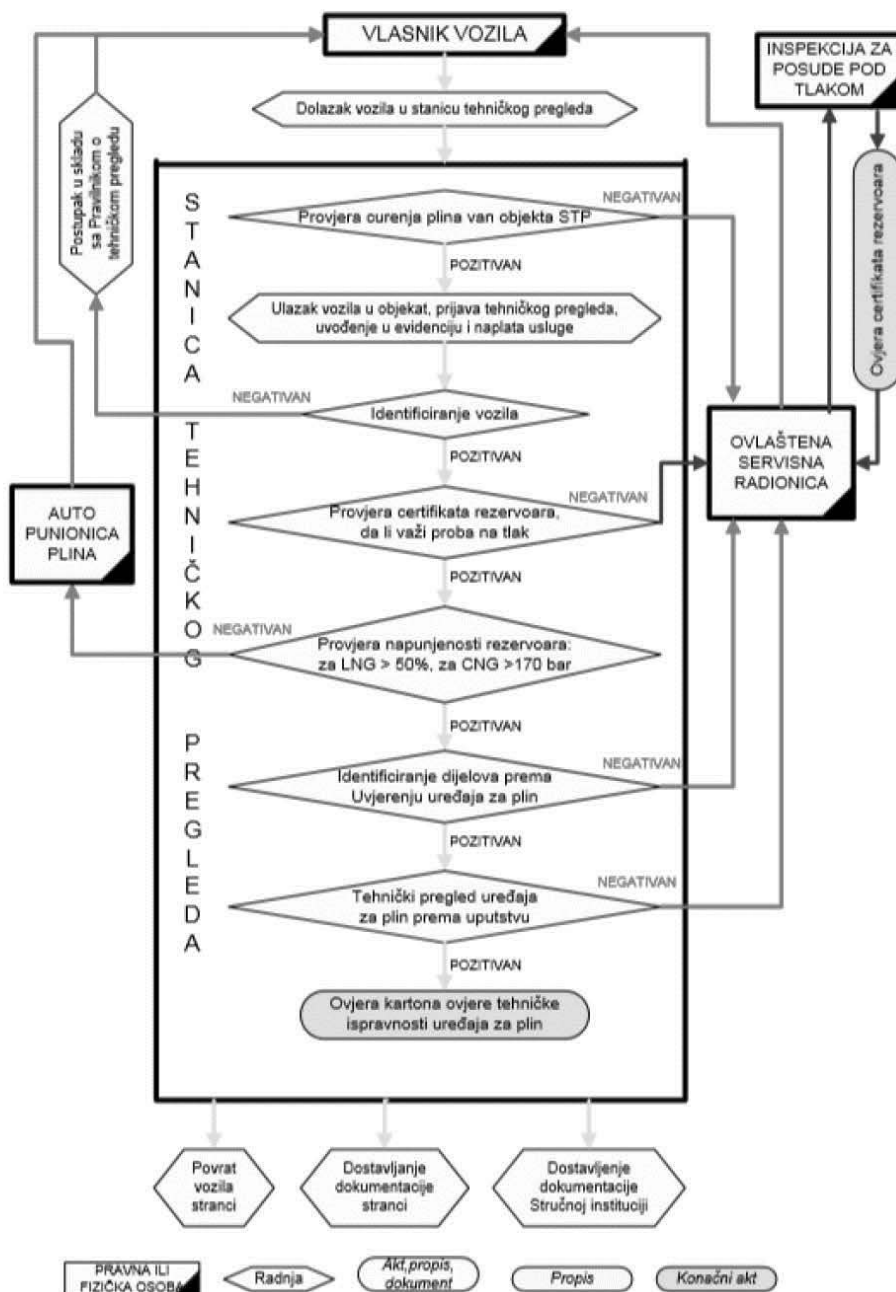 VLASNIK VOZILA
INSPEKCIJA ZA
POSUDE POD
TLAKOM
Dolazak vozila u stanicu tehničkog pregleda
Postupak u skladu
sa Pravilnikom o
tehničkom pregledu
Ovjera certifikata rezervoara
STANICA TEHNIČKOG PREGLEDA
NEGATIVAN
Provjera curenja plina van objekta STP
POZITIVAN
Ulazak vozila u objekat, prijava tehničkog pregleda,
uvođenje u evidenciju i naplata usluge
NEGATIVAN
Identificiranje vozila
POZITIVAN
OVLAŠTENA
SERVISNA
RADIONICA
NEGATIVAN
Provjera certifikata rezervoara,
da li važi proba na tlak
AUTO
PUNIONICA
PLINA
POZITIVAN
NEGATIVAN
Provjera napunjenosti rezervoara:
za LNG > 50%, za CNG >170 bar
POZITIVAN
NEGATIVAN
Identificiranje dijelova prema
Uvjerenju uređaja za plin
POZITIVAN
NEGATIVAN
Tehnički pregled uređaja
za plin prema uputstvu
POZITIVAN
Ovjera kartona ovjere tehničke
ispravnosti uređaja za plin
Povrat
vozila
stranci
Dostavljanje
dokumentacije
stranci
Dostavljenje
dokumentacije
Stručnoj instituciji
PRAVNA ILI
FIZIČKA OSOBA
Radnja
Akt,propis,
dokument
Propis
Konačni akt